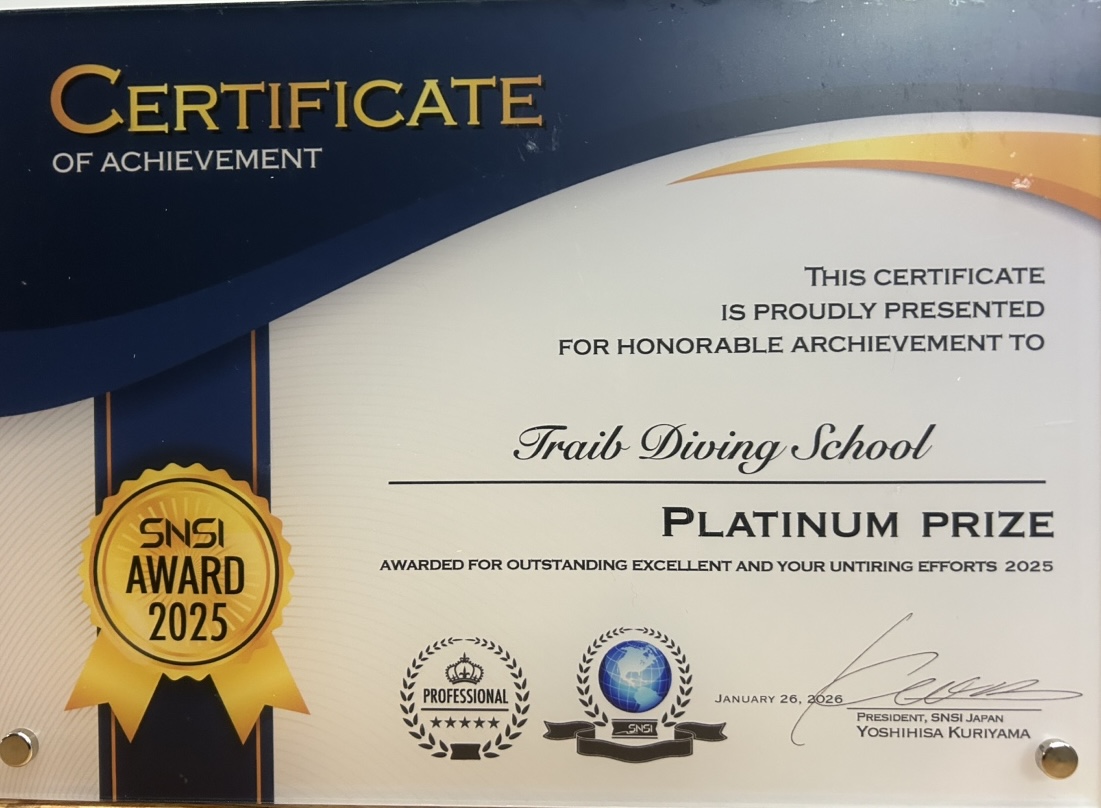 CERTIFICATE
OF ACHIEVEMENT
THIS CERTIFICATE
IS PROUDLY PRESENTED
FOR HONORABLE ARCHIEVEMENT TO
Traib Diving School
PLATINUM PRIZE
AWARDED FOR OUTSTANDING EXCELLENT AND YOUR UNTIRING EFFORTS 2025
SNSI
AWARD
2025
PROFESSIONAL
SNSI
JANUARY 26, 2026
PRESIDENT, SNSI JAPAN
YOSHIHISA KURIYAMA